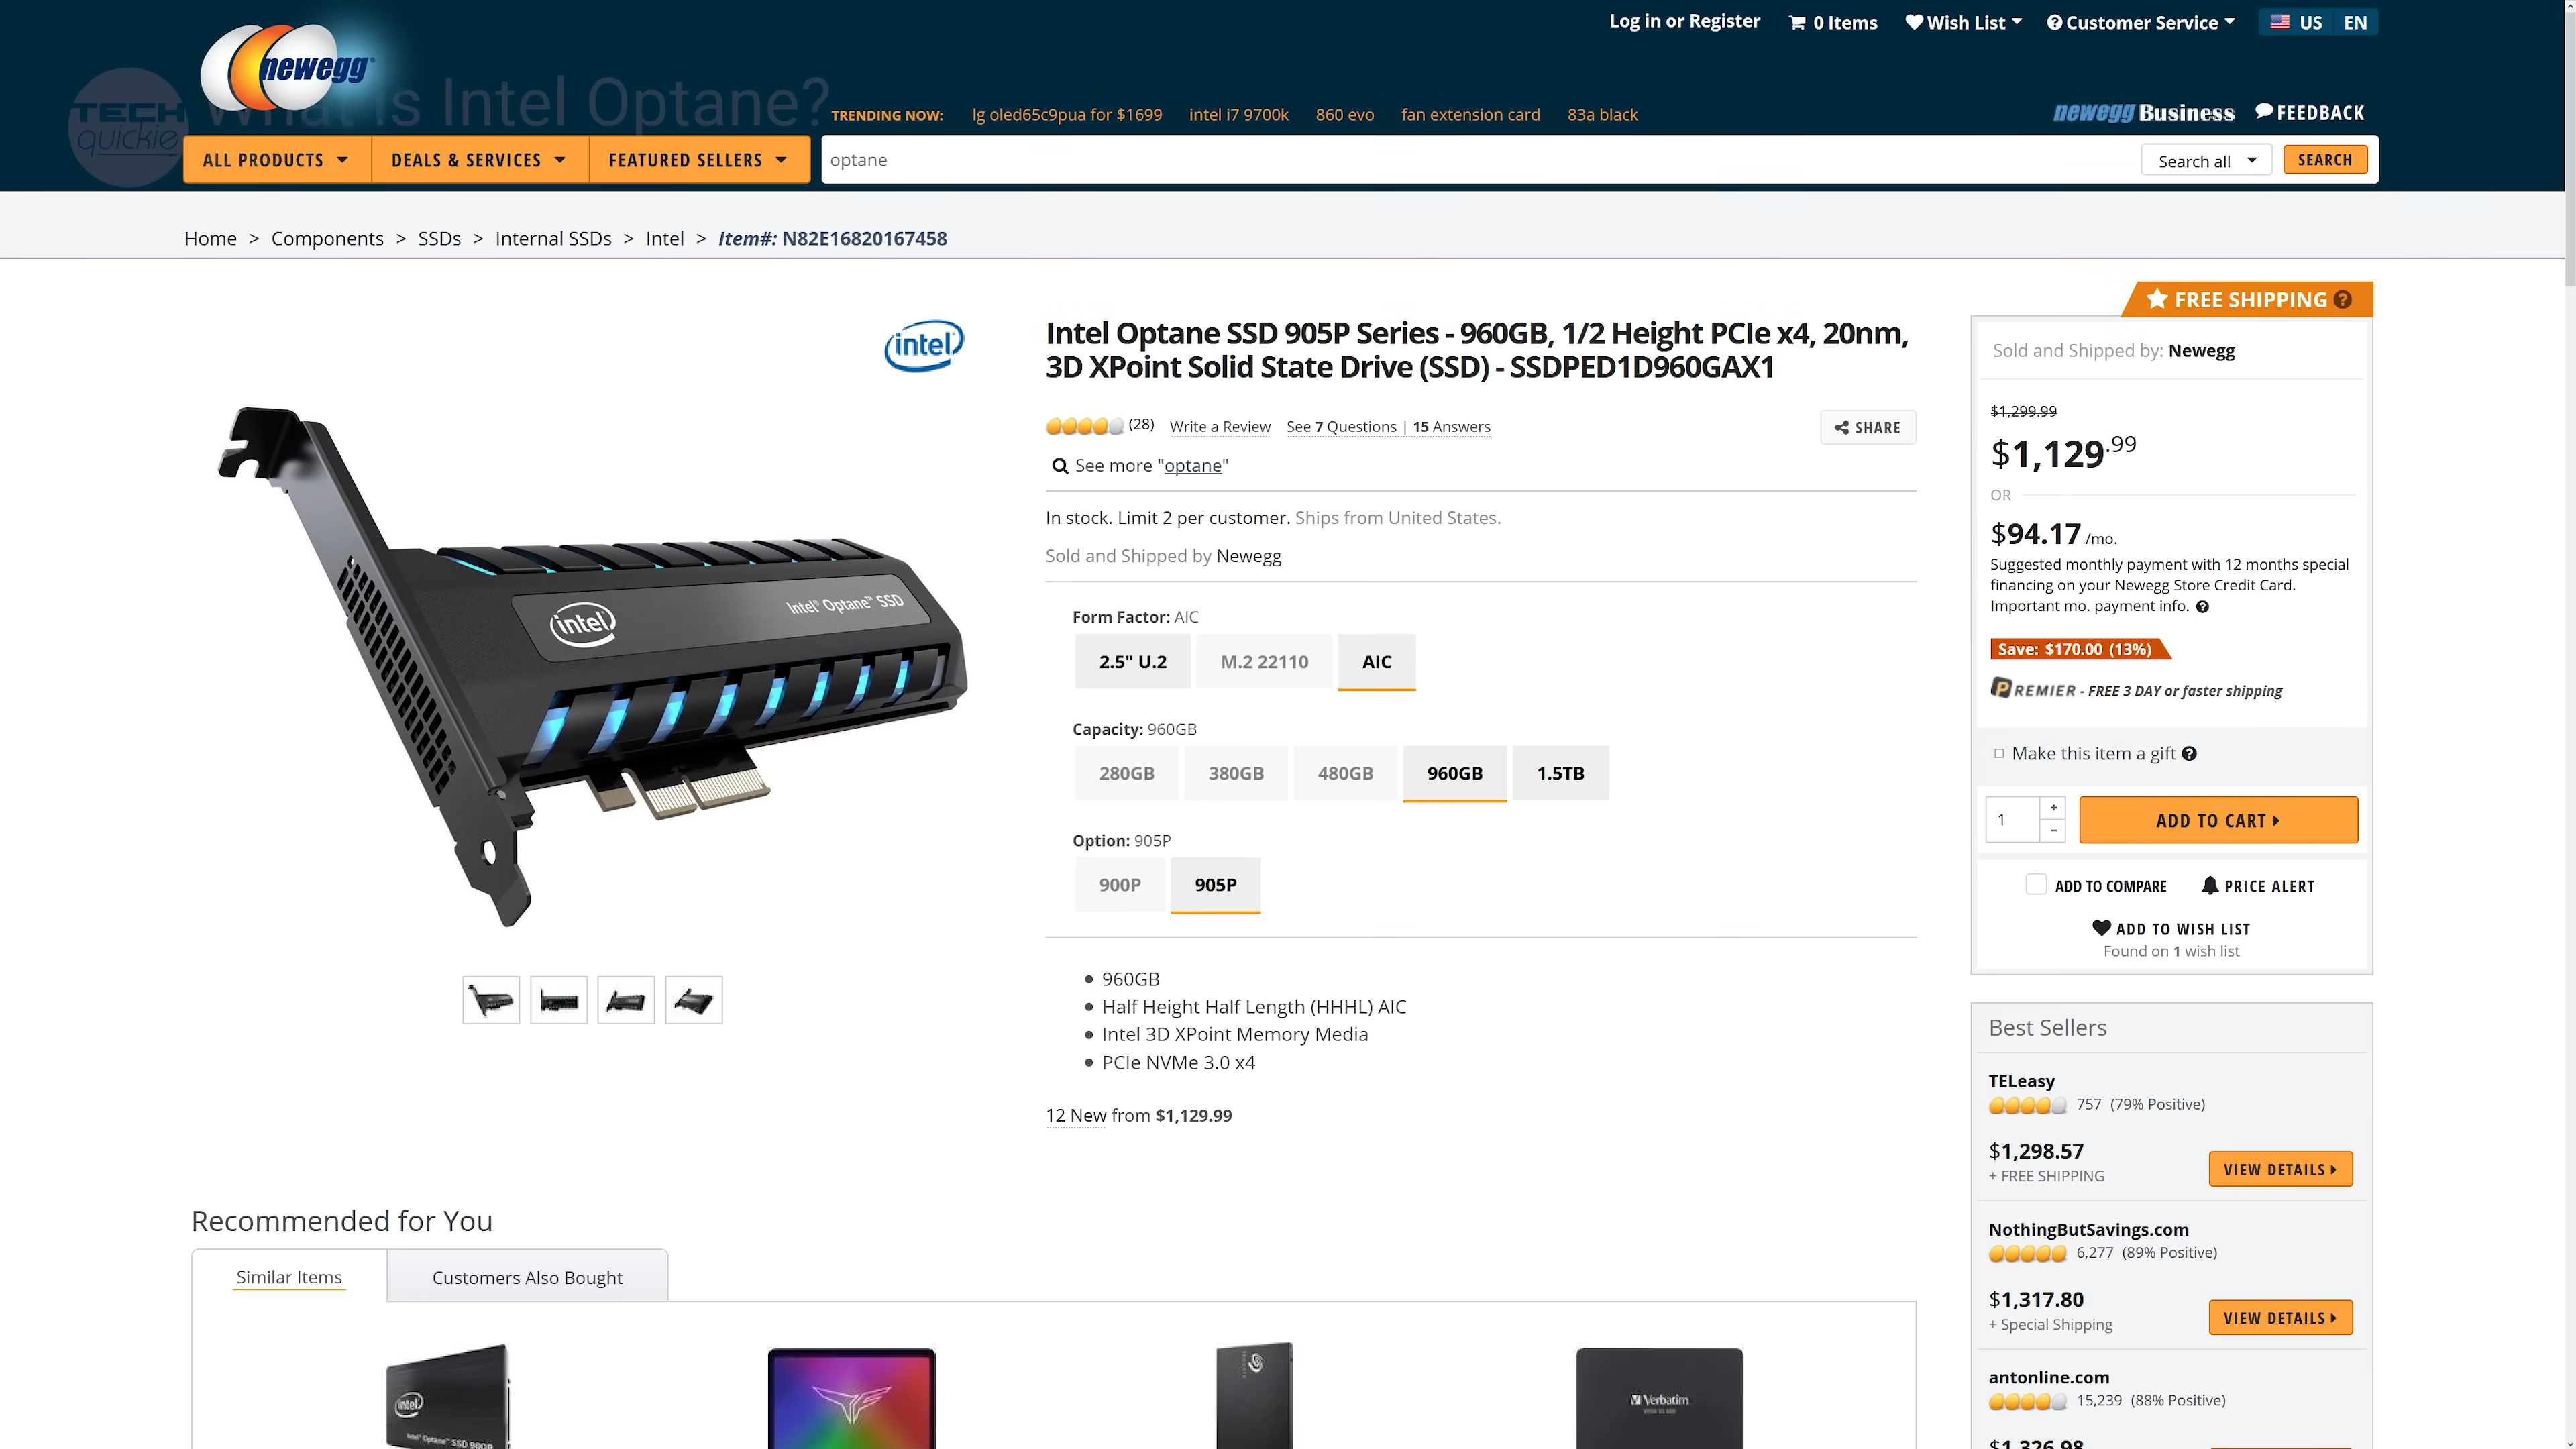 Log in or Register
0 Items
Wish List
Customer Service
US
EN
newegg
TECH
quickie
What is Intel Optane?
TRENDING NOW:
lg oled65c9pua for $1699
intel i7 9700k
860 evo
fan extension card
83a black
newegg Business
FEEDBACK
ALL PRODUCTS
DEALS & SERVICES
FEATURED SELLERS
optane
Search all
SEARCH
Home > Components > SSDs > Internal SSDs > Intel > Item#: N82E16820167458
intel
intel
Intel® Optane™ SSD
Intel Optane SSD 905P Series - 960GB, 1/2 Height PCIe x4, 20nm,
3D XPoint Solid State Drive (SSD) - SSDPED1D960GAX1
(28)
Write a Review
See 7 Questions | 15 Answers
SHARE
See more "optane"
In stock. Limit 2 per customer. Ships from United States.
Sold and Shipped by Newegg
Form Factor: AIC
2.5" U.2
M.2 22110
AIC
Capacity: 960GB
280GB
380GB
480GB
960GB
1.5TB
Option: 905P
900P
905P
960GB
Half Height Half Length (HHHL) AIC
Intel 3D XPoint Memory Media
PCIe NVMe 3.0 x4
12 New from $1,129.99
FREE SHIPPING
Sold and Shipped by: Newegg
$1,299.99
$1,129.99
OR
$94.17 /mo.
Suggested monthly payment with 12 months special
financing on your Newegg Store Credit Card.
Important mo. payment info.
Save: $170.00 (13%)
PREMIER - FREE 3 DAY or faster shipping
Make this item a gift
1
+
-
ADD TO CART
ADD TO COMPARE
PRICE ALERT
ADD TO WISH LIST
Found on 1 wish list
Best Sellers
TELeasy
757 (79% Positive)
$1,298.57
+ FREE SHIPPING
VIEW DETAILS
NothingButSavings.com
6,277 (89% Positive)
$1,317.80
+ Special Shipping
VIEW DETAILS
antonline.com
15,239 (88% Positive)
$1,326.98
Recommended for You
Similar Items
Customers Also Bought
intel
Intel® Optane™ SSD 900P
Verbatim